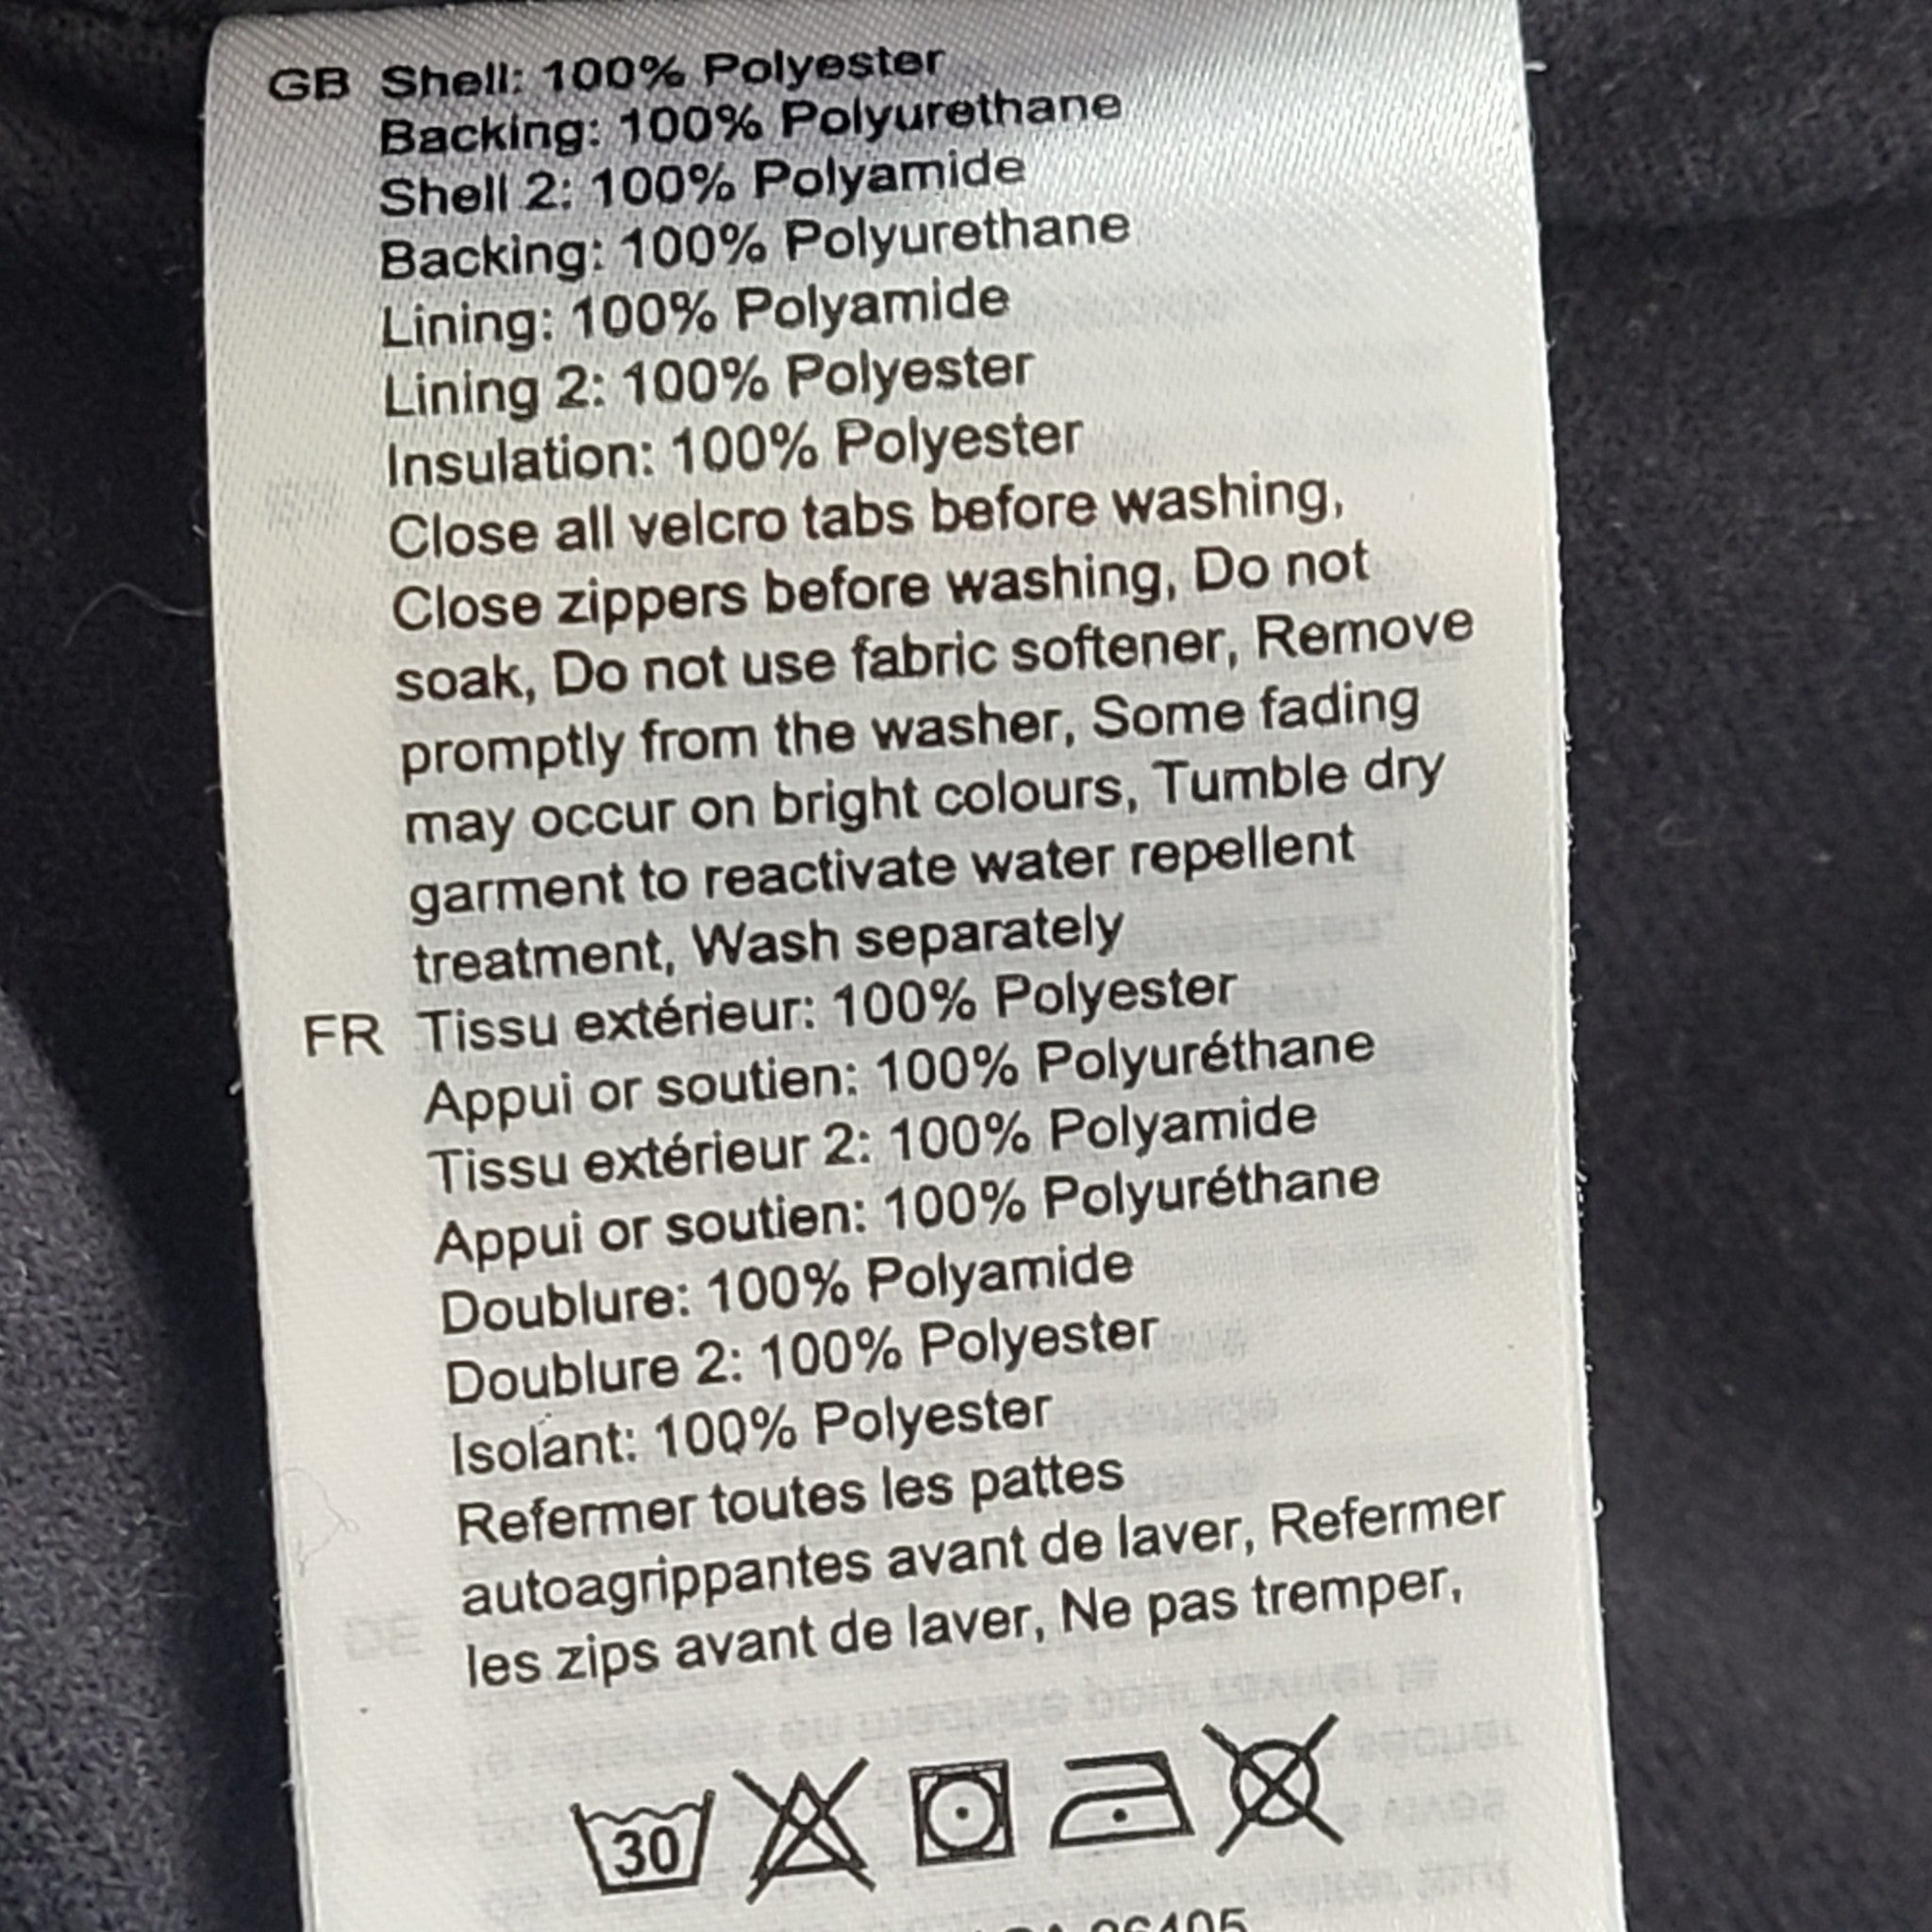 GB Shell: 100% Polyester
Backing: 100% Polyurethane
Shell 2: 100% Polyamide
Backing: 100% Polyurethane
Lining: 100% Polyamide
Lining 2: 100% Polyester
Insulation: 100% Polyester
Close all velcro tabs before washing,
Close zippers before washing, Do not
soak, Do not use fabric softener, Remove
promptly from the washer, Some fading
may occur on bright colours, Tumble dry
garment to reactivate water repellent
treatment, Wash separately
FR Tissu extérieur: 100% Polyester
Appui or soutien: 100% Polyuréthane
Tissu extérieur 2: 100% Polyamide
Appui or soutien: 100% Polyuréthane
Doublure: 100% Polyamide
Doublure 2: 100% Polyester
Isolant: 100% Polyester
Refermer toutes les pattes
autoagrippantes avant de laver, Refermer
les zips avant de laver, Ne pas tremper,
30